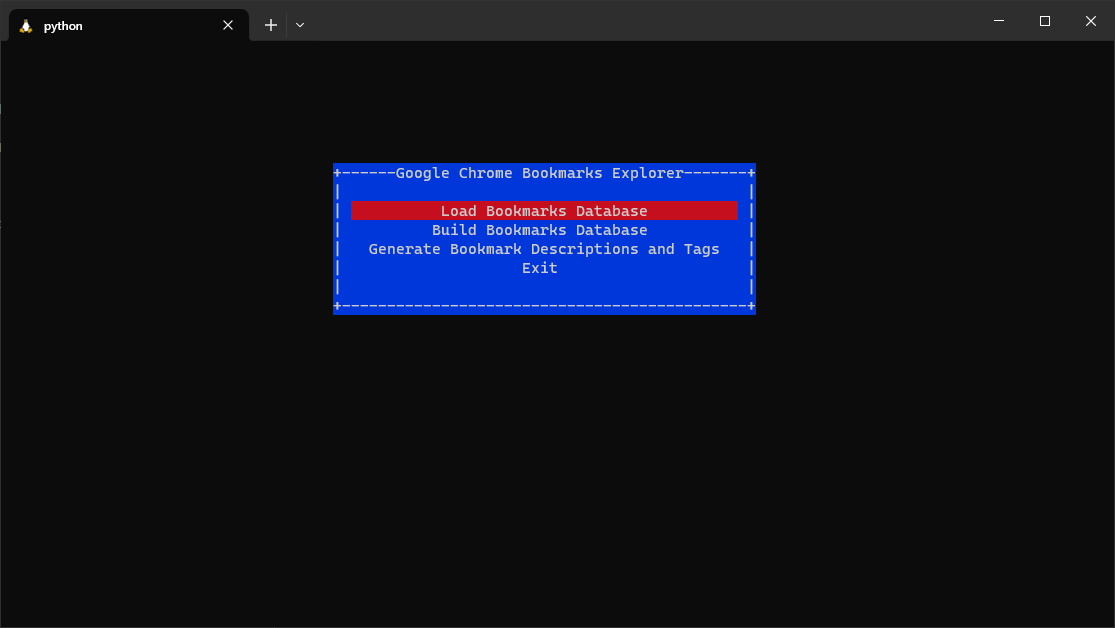 python
+------Google Chrome Bookmarks Explorer-------+
Load Bookmarks Database
Build Bookmarks Database
Generate Bookmark Descriptions and Tags
Exit
+---------------------------------------------+